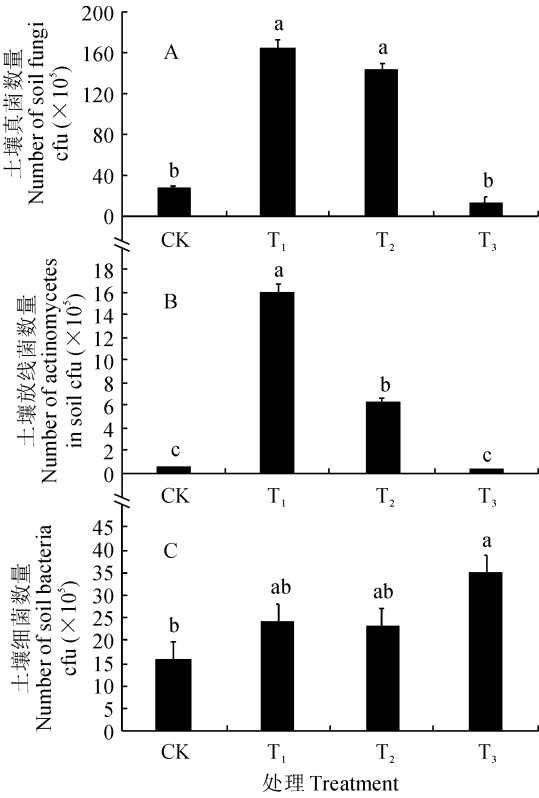 土壤真菌数量
Number of soil fungi
cfu (×10⁵)
200
160
120
80
40
0
A
b
a
a
b
CK
T₁
T₂
T₃
土壤放线菌数量
Number of actinomycetes
in soil cfu (×10⁵)
18
16
14
12
10
8
6
4
2
0
B
c
a
b
c
CK
T₁
T₂
T₃
土壤细菌数量
Number of soil bacteria
cfu (×10⁵)
45
40
35
30
25
20
15
10
5
0
C
b
ab
ab
a
CK
T₁
T₂
T₃
处理 Treatment